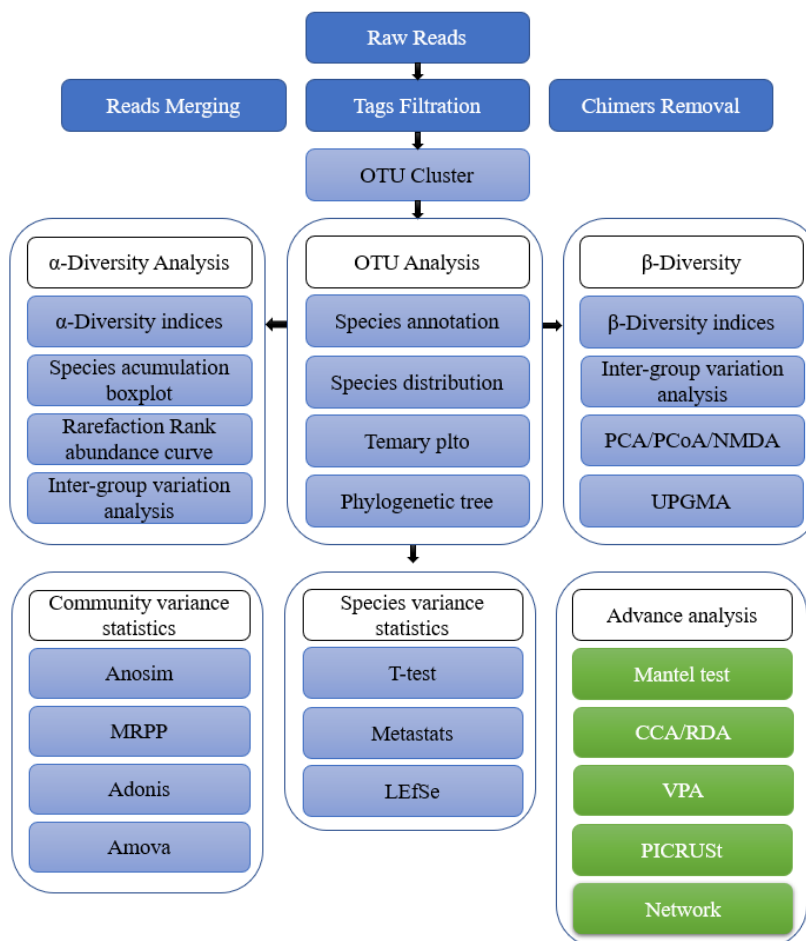 Raw Reads
Reads Merging
Tags Filtration
Chimers Removal
OTU Cluster
α-Diversity Analysis
α-Diversity indices
Species acumulation
boxplot
Rarefaction Rank
abundance curve
Inter-group variation
analysis
OTU Analysis
Species annotation
Species distribution
Temary plto
Phylogenetic tree
β-Diversity
β-Diversity indices
Inter-group variation
analysis
PCA/PCoA/NMDA
UPGMA
Community variance
statistics
Anosim
MRPP
Adonis
Amova
Species variance
statistics
T-test
Metastats
LEfSe
Advance analysis
Mantel test
CCA/RDA
VPA
PICRUSt
Network